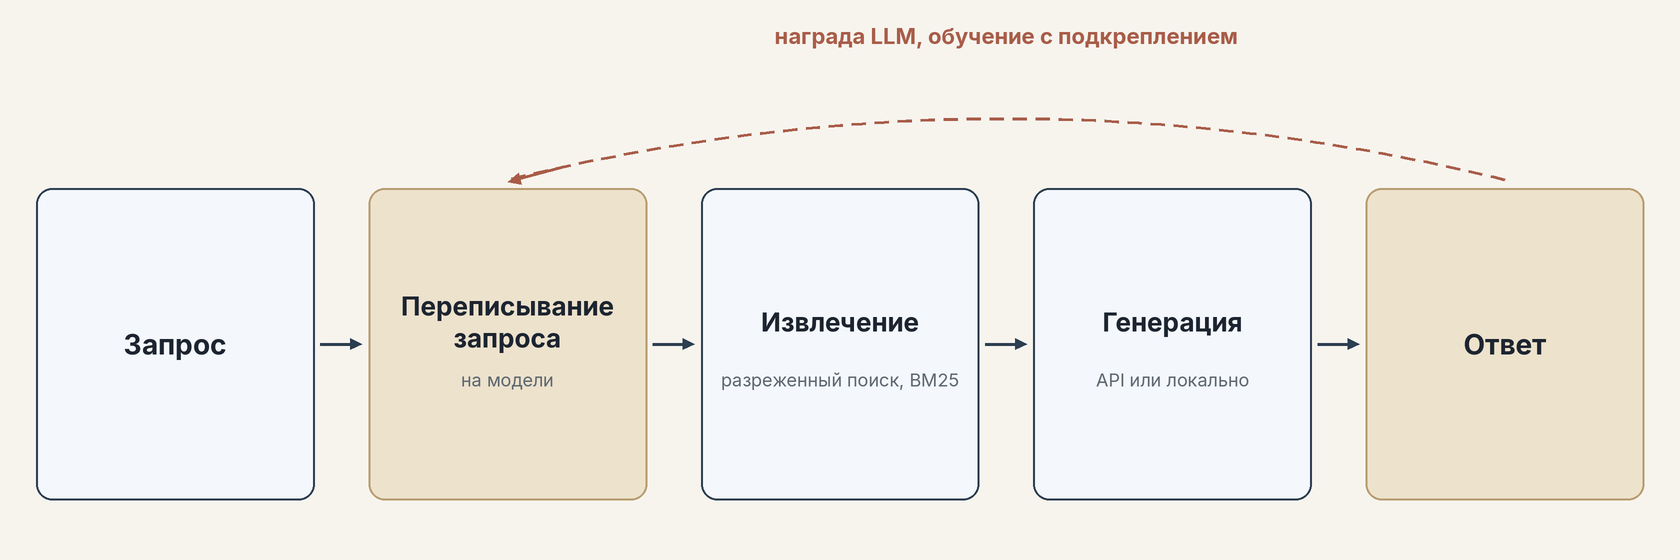 награда LLM, обучение с подкреплением
Запрос
Переписывание
запроса
на модели
Извлечение
разреженный поиск, BM25
Генерация
API или локально
Ответ